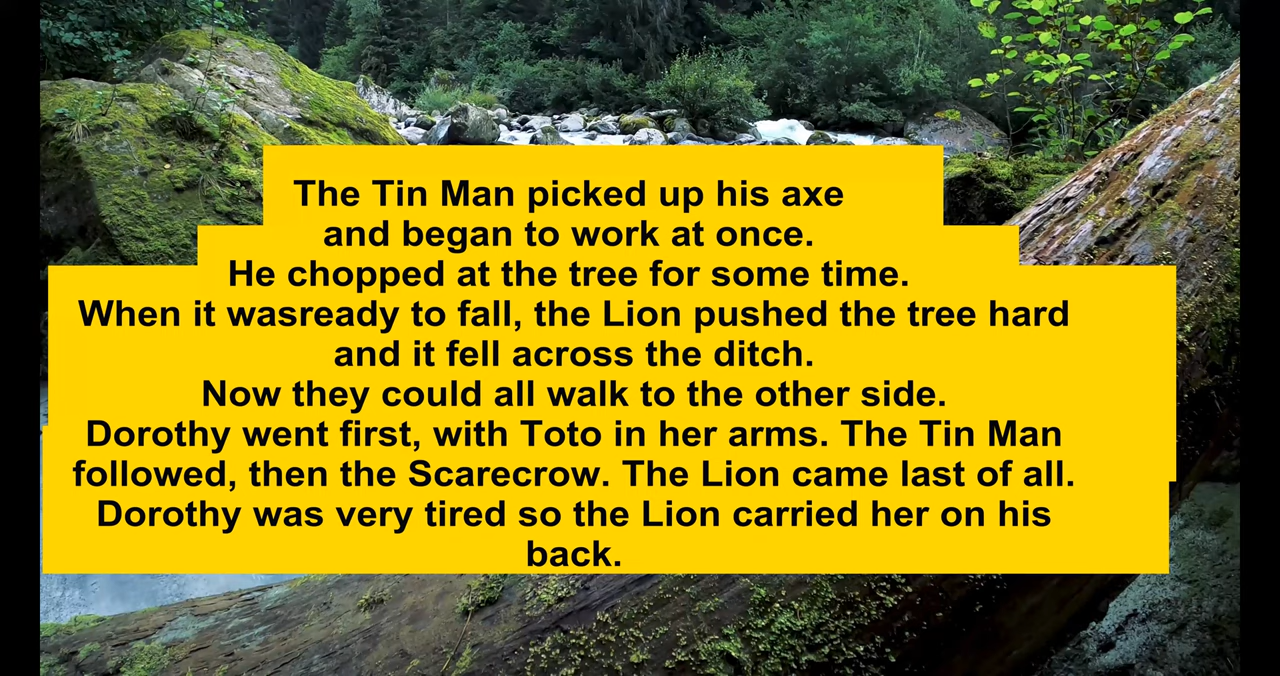 The Tin Man picked up his axe
and began to work at once.
He chopped at the tree for some time.
When it wasready to fall, the Lion pushed the tree hard
and it fell across the ditch.
Now they could all walk to the other side.
Dorothy went first, with Toto in her arms. The Tin Man
followed, then the Scarecrow. The Lion came last of all.
Dorothy was very tired so the Lion carried her on his
back.